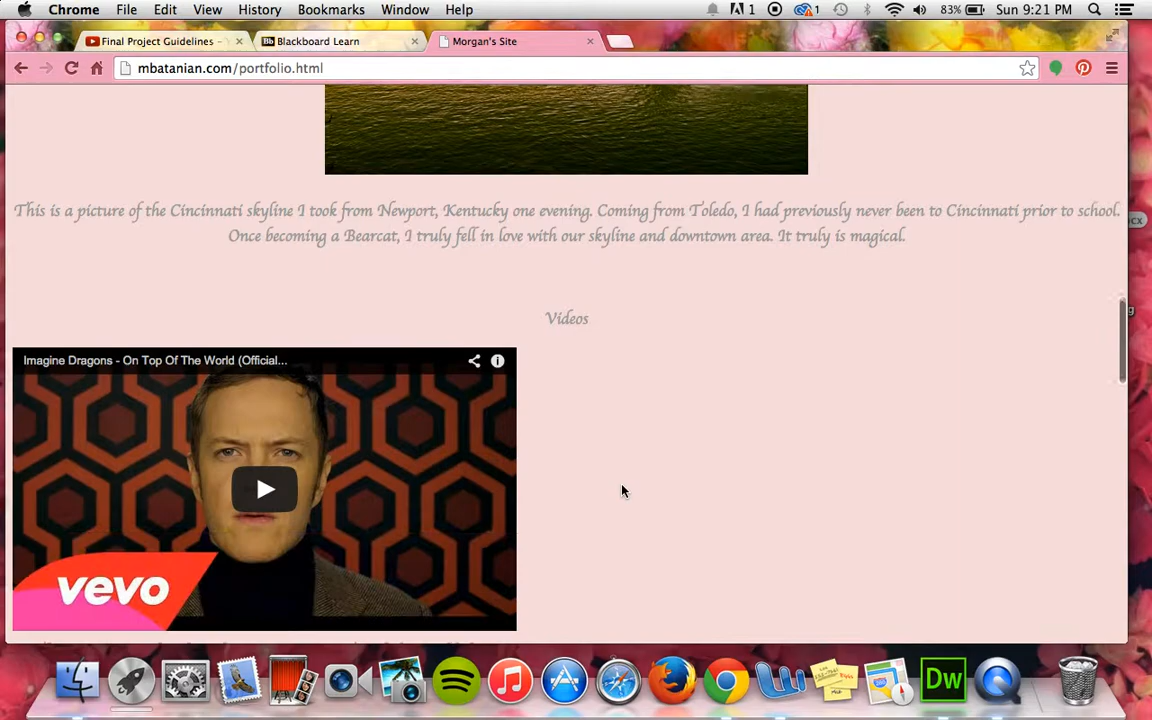 Chrome File Edit View History Bookmarks Window Help 1 1 83% Sun 9:21 PM
Final Project Guidelines - Bb Blackboard Learn Morgan's Site
mbatanian.com/portfolio.html
This is a picture of the Cincinnati skyline I took from Newport, Kentucky one evening. Coming from Toledo, I had previously never been to Cincinnati prior to school.
Once becoming a Bearcat, I truly fell in love with our skyline and downtown area. It truly is magical.
Videos
Imagine Dragons - On Top Of The World (Official...
vevo
Dw